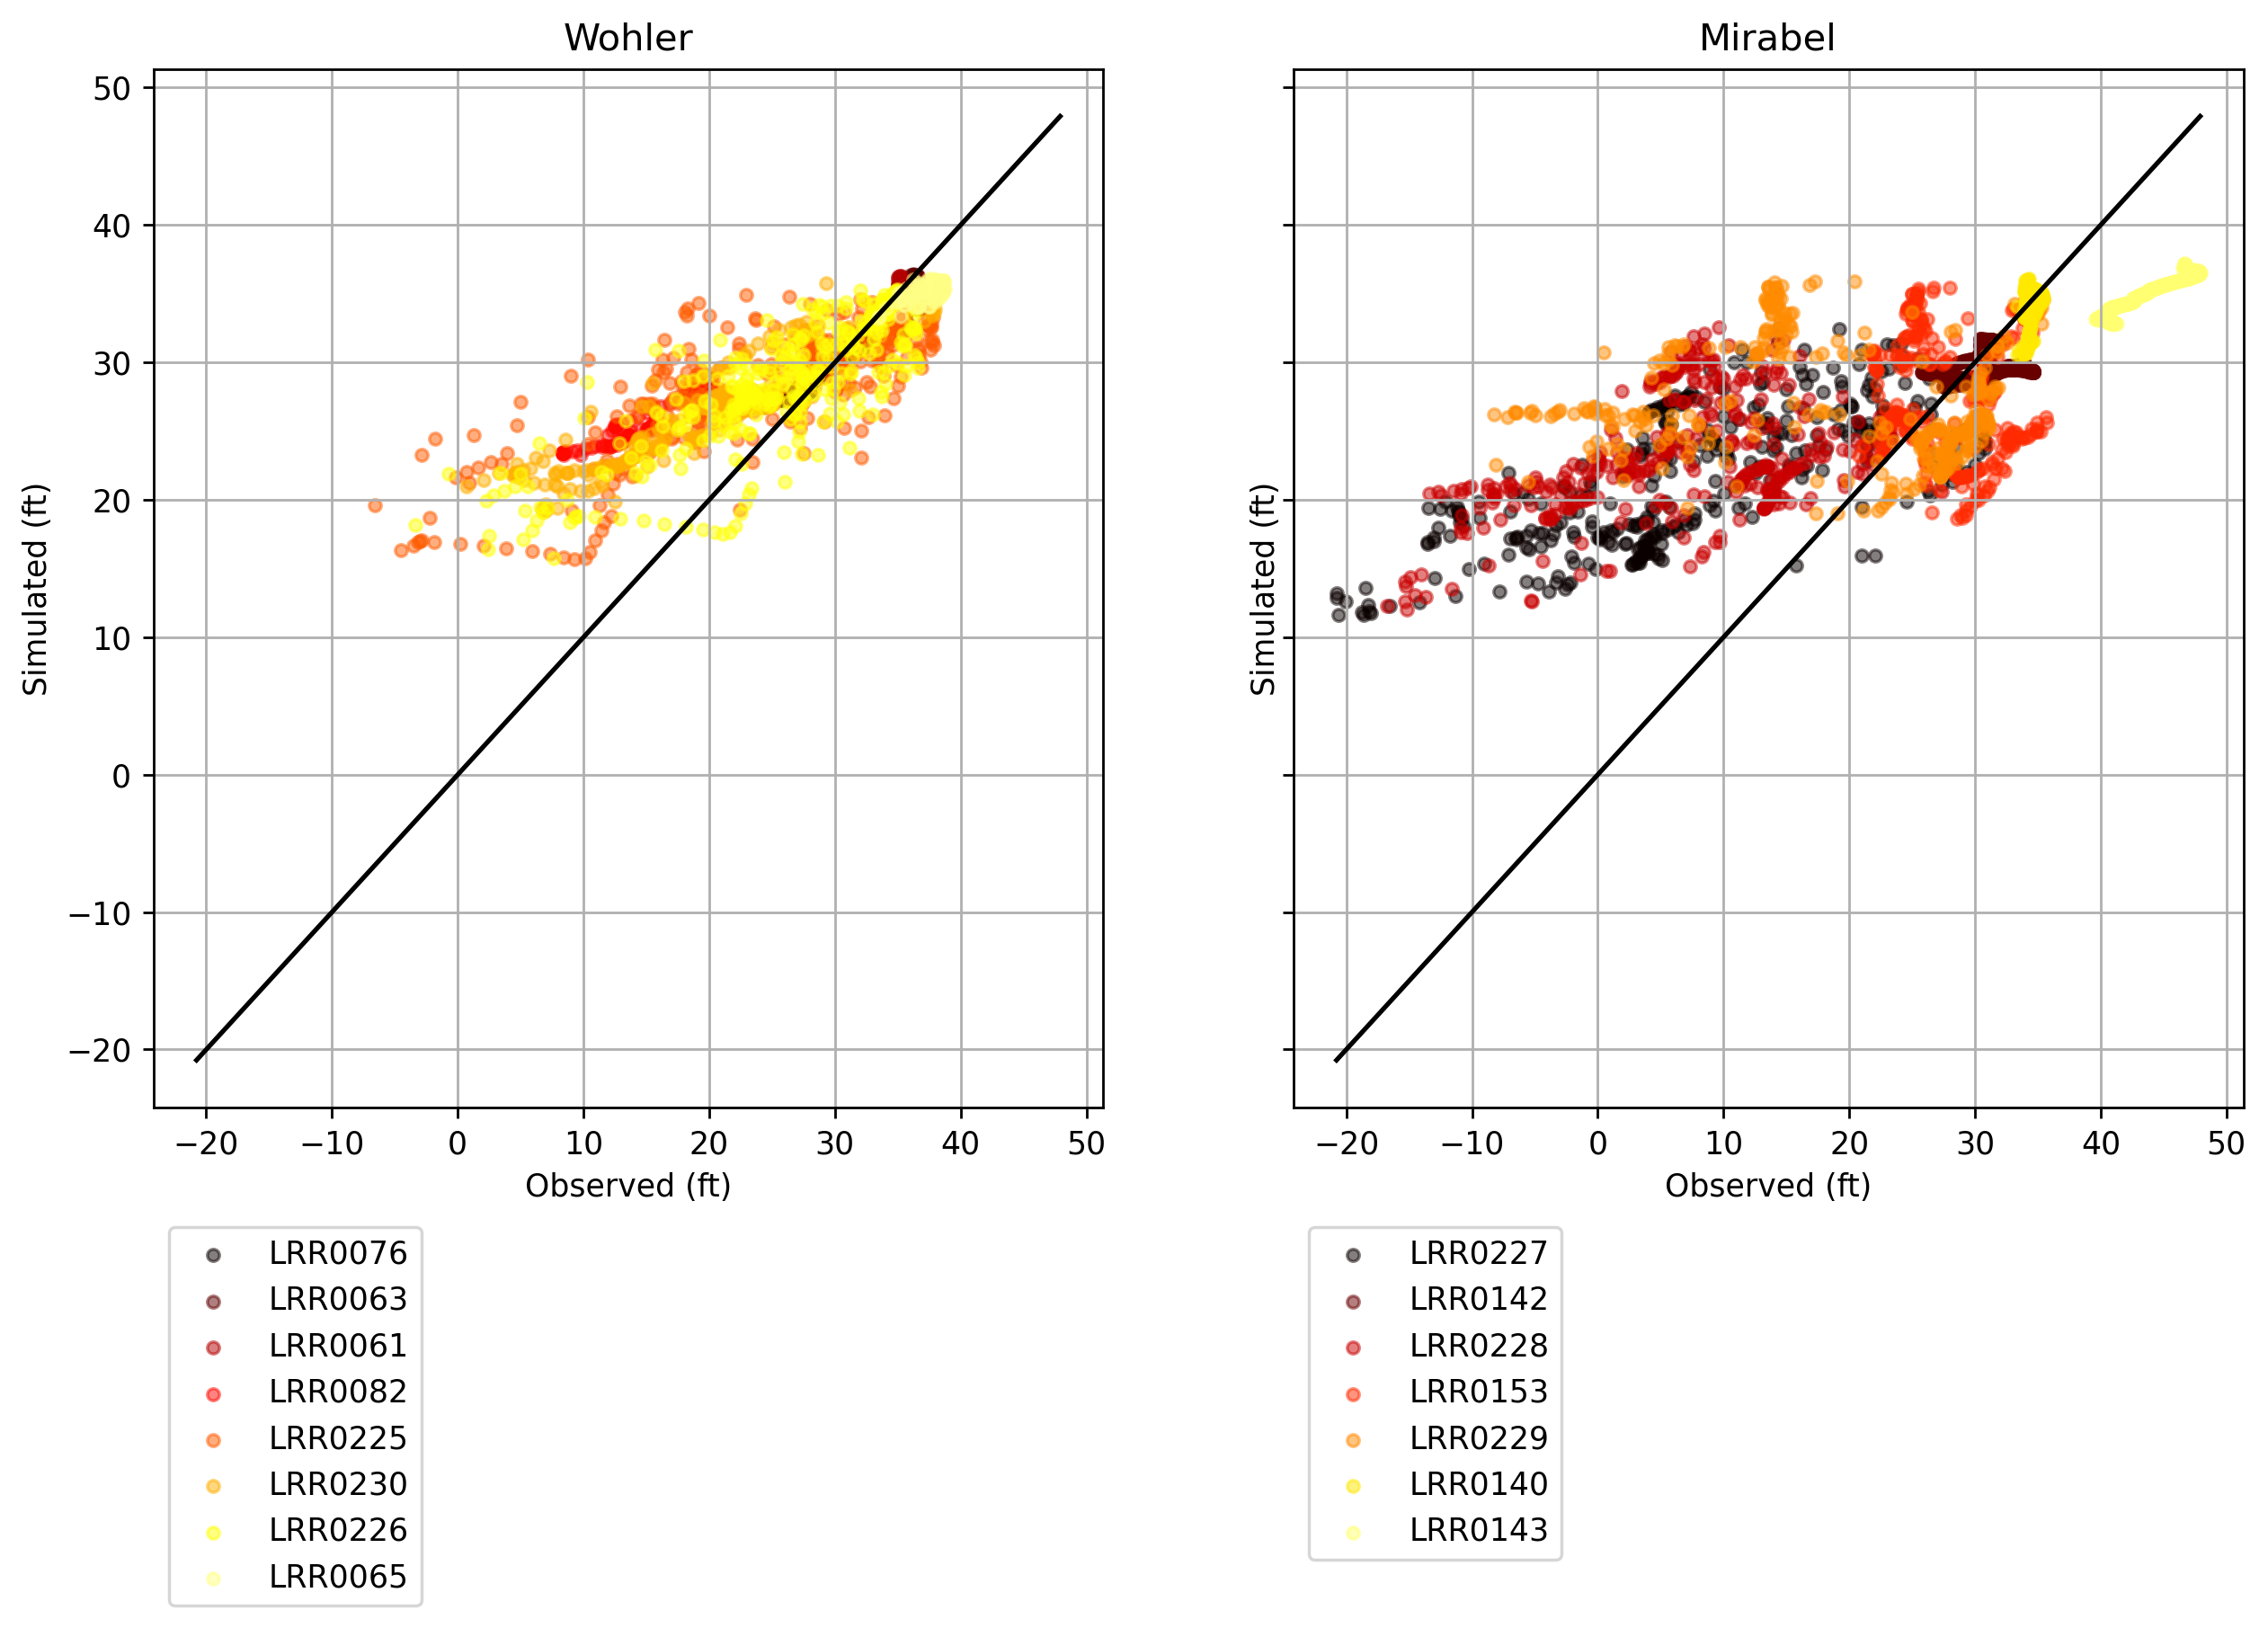 Wohler
50
40
30
20
10
0
−10
−20
Simulated (ft)
−20 −10 0 10 20 30 40 50
Observed (ft)
LRR0076
LRR0063
LRR0061
LRR0082
LRR0225
LRR0230
LRR0226
LRR0065
Mirabel
Simulated (ft)
−20 −10 0 10 20 30 40 50
Observed (ft)
LRR0227
LRR0142
LRR0228
LRR0153
LRR0229
LRR0140
LRR0143